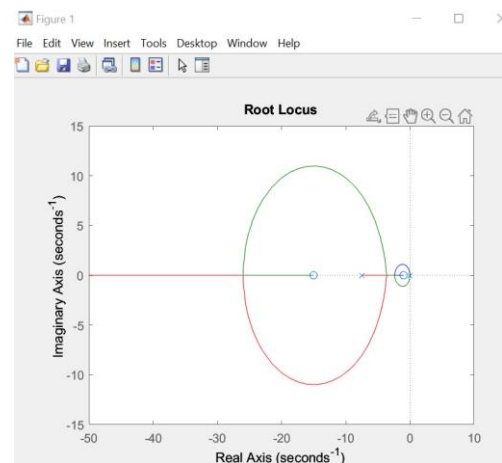 Figure 1
File Edit View Insert Tools Desktop Window Help
Root Locus
15
10
5
0
-5
-10
-15
Imaginary Axis (seconds-1)
-50 -40 -30 -20 -10 0 10
Real Axis (seconds-1)